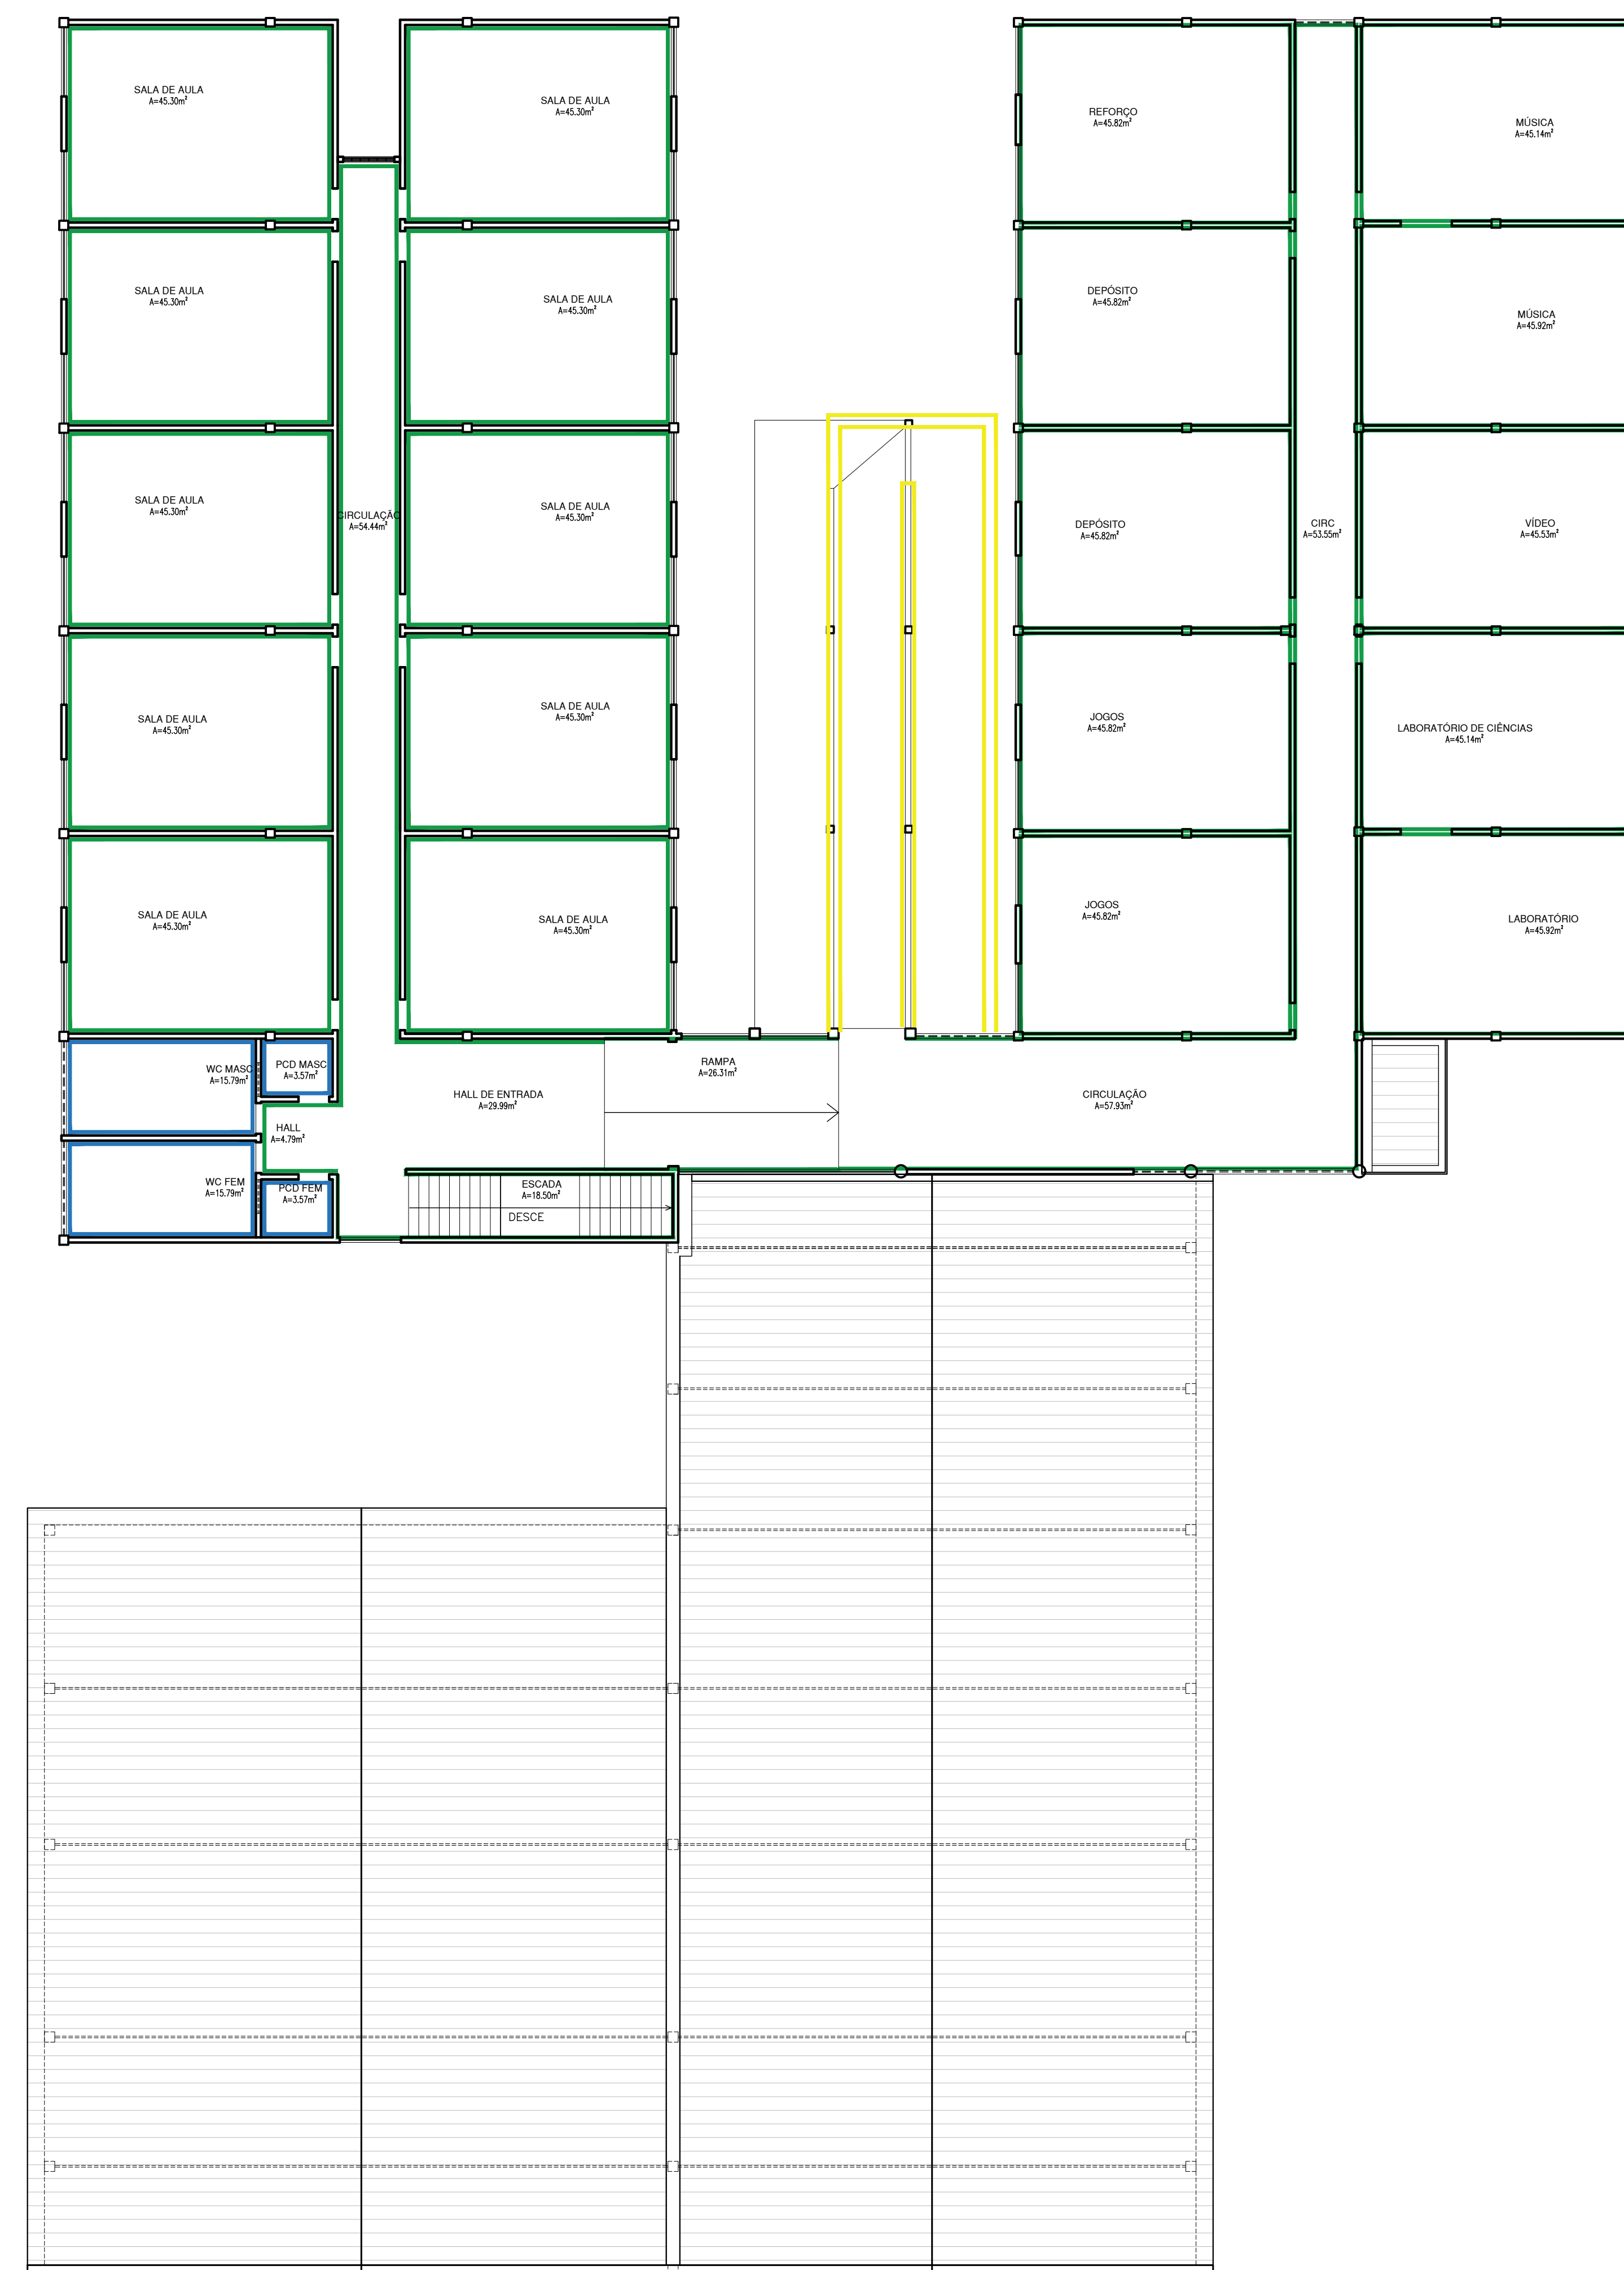 SALA DE AULA
A=45.30m²
SALA DE AULA
A=45.30m²
REFORÇO
A=45.82m²
MÚSICA
A=45.14m²
SALA DE AULA
A=45.30m²
SALA DE AULA
A=45.30m²
DEPÓSITO
A=45.82m²
MÚSICA
A=45.92m²
SALA DE AULA
A=45.30m²
CIRCULAÇÃO
A=54.44m²
SALA DE AULA
A=45.30m²
DEPÓSITO
A=45.82m²
CIRC
A=53.55m²
VÍDEO
A=45.53m²
SALA DE AULA
A=45.30m²
SALA DE AULA
A=45.30m²
JOGOS
A=45.82m²
LABORATÓRIO DE CIÊNCIAS
A=45.14m²
SALA DE AULA
A=45.30m²
SALA DE AULA
A=45.30m²
JOGOS
A=45.82m²
LABORATÓRIO
A=45.92m²
WC MASC
A=15.79m²
PCD MASC
A=3.57m²
RAMPA
A=26.31m²
HALL DE ENTRADA
A=29.99m²
CIRCULAÇÃO
A=57.93m²
HALL
A=4.79m²
WC FEM
A=15.79m²
PCD FEM
A=3.57m²
ESCADA
A=18.50m²
DESCE